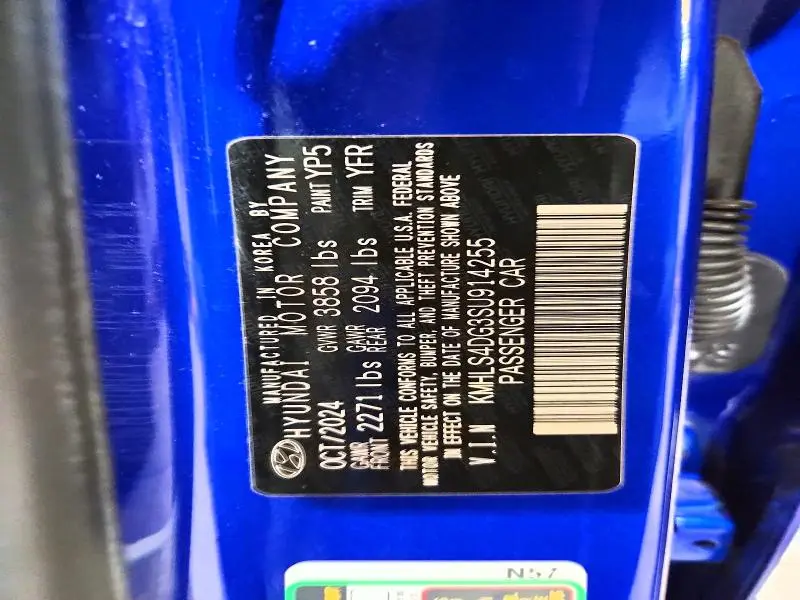 MANUFACTURED IN KOREA BY
HYUNDAI MOTOR COMPANY
OCT/2024 GVWR 3858 lbs PAINT YP5
GAWR FRONT 2271 lbs GAWR REAR 2094 lbs TRIM YFR
THIS VEHICLE CONFORMS TO ALL APPLICABLE U.S.A. FEDERAL
MOTOR VEHICLE SAFETY, BUMPER, AND THEFT PREVENTION STANDARDS
IN EFFECT ON THE DATE OF MANUFACTURE SHOWN ABOVE
V.I.N KMHLS4DG3SU914255
PASSENGER CAR
N57